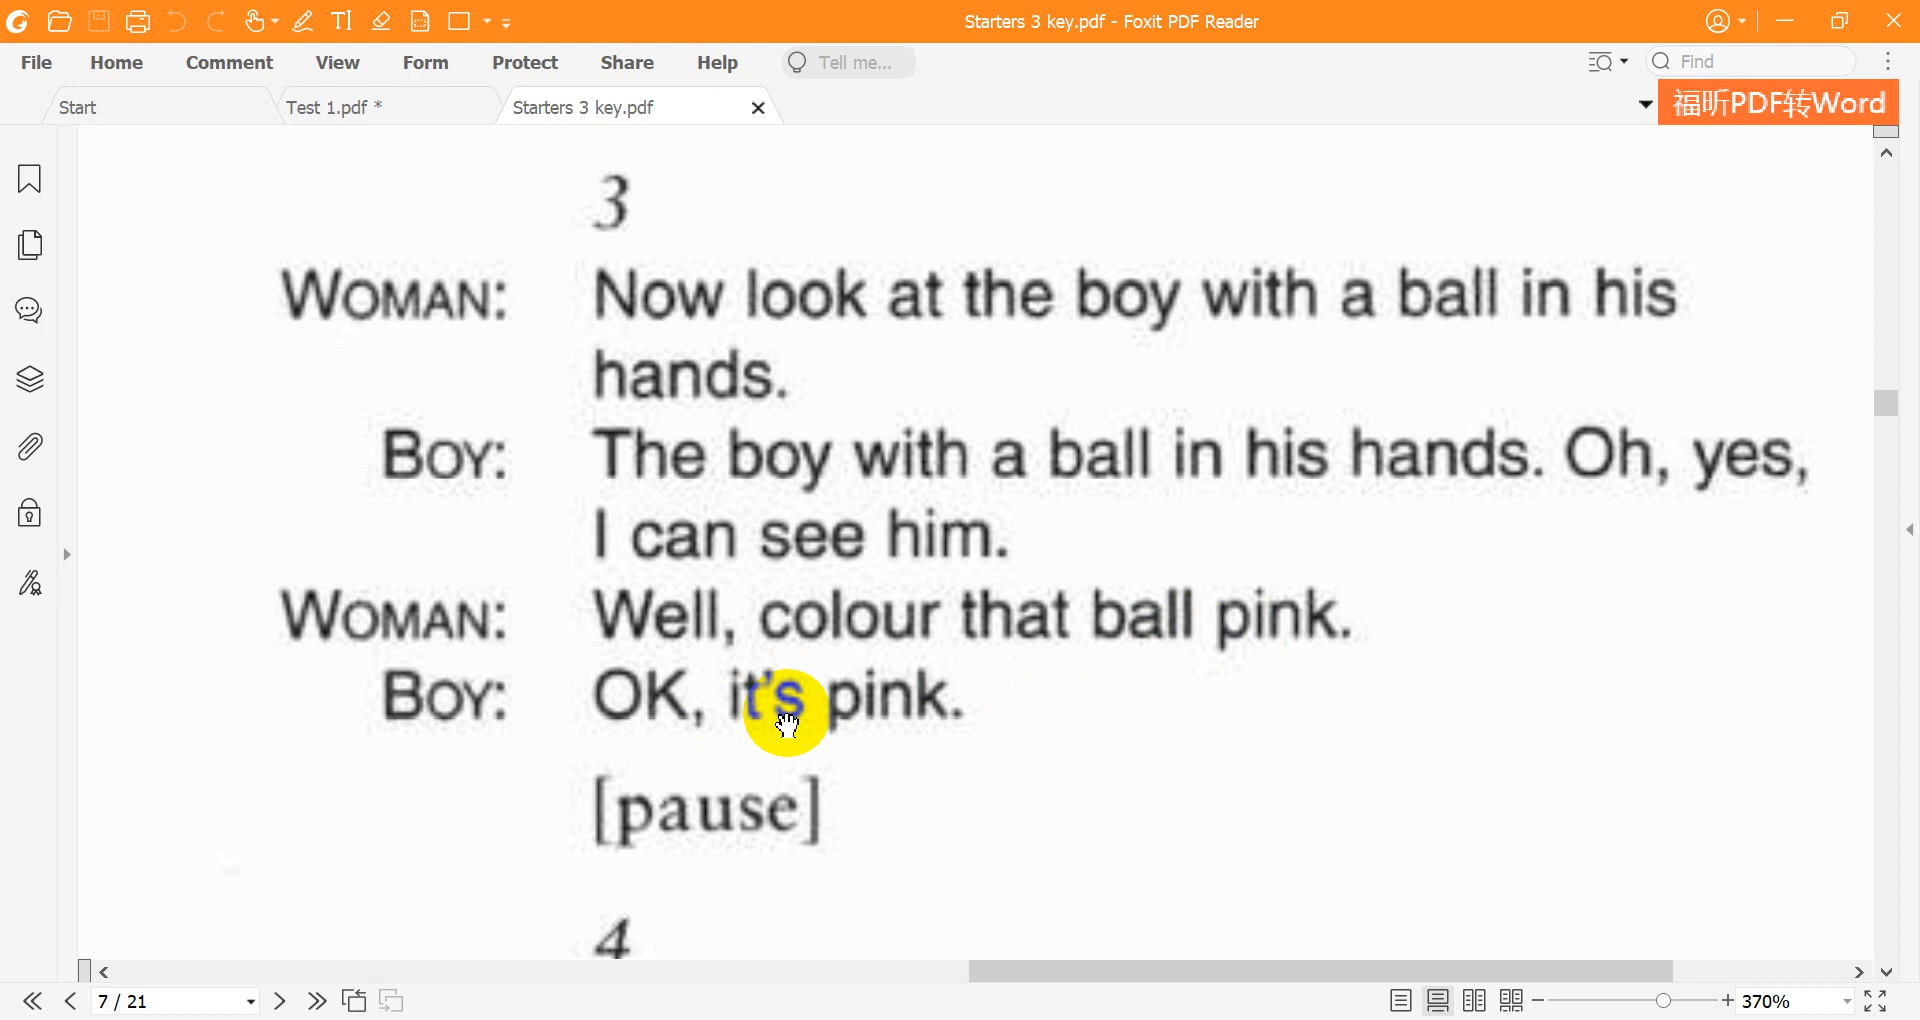 Starters 3 key.pdf - Foxit PDF Reader
File Home Comment View Form Protect Share Help Tell me... Find
Start Test 1.pdf * Starters 3 key.pdf 福昕PDF转Word
3
WOMAN: Now look at the boy with a ball in his
hands.
BOY: The boy with a ball in his hands. Oh, yes,
I can see him.
WOMAN: Well, colour that ball pink.
BOY: OK, it's pink.
[pause]
4
7 / 21 370%